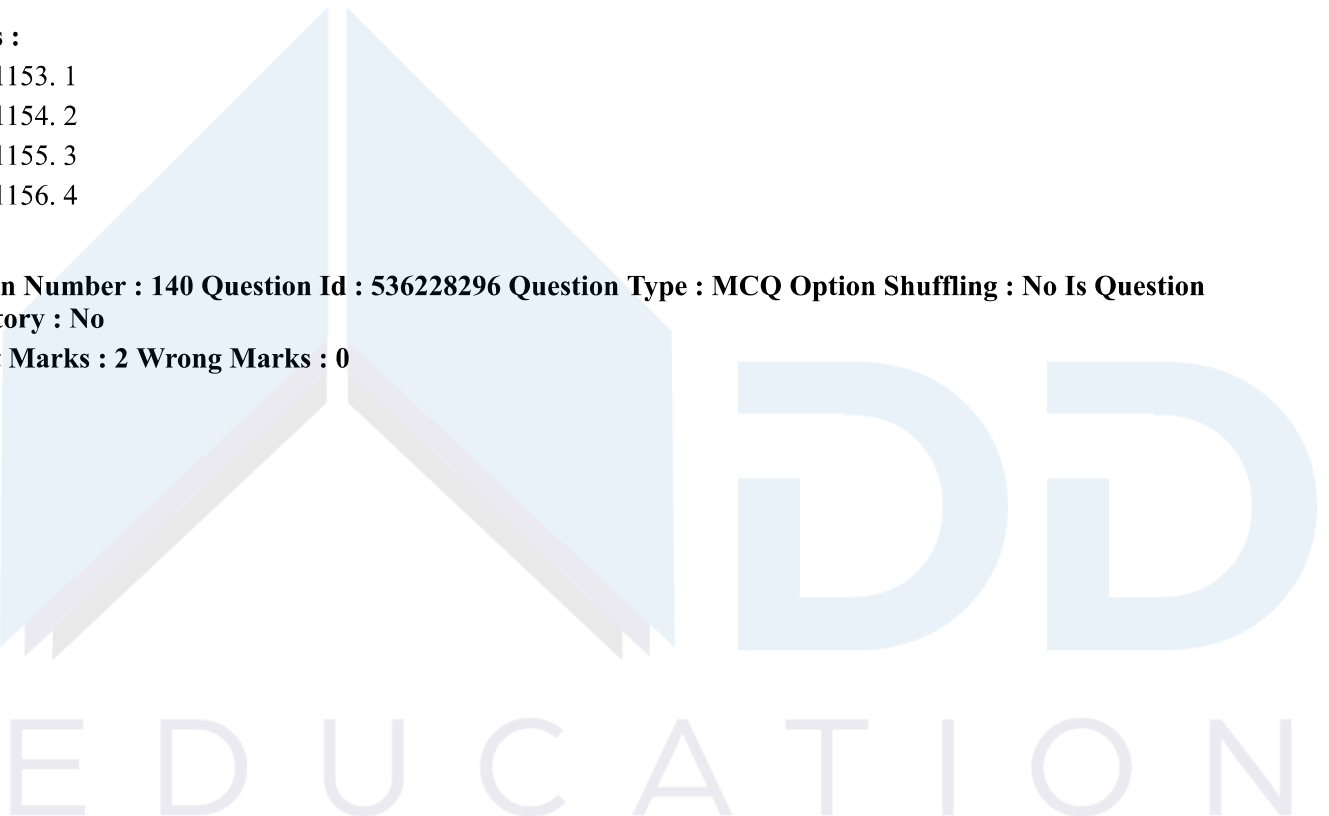 s :
1153. 1
1154. 2
1155. 3
1156. 4
n Number : 140 Question Id : 536228296 Question Type : MCQ Option Shuffling : No Is Question
tory : No
t Marks : 2 Wrong Marks : 0
DD
EDUCATION